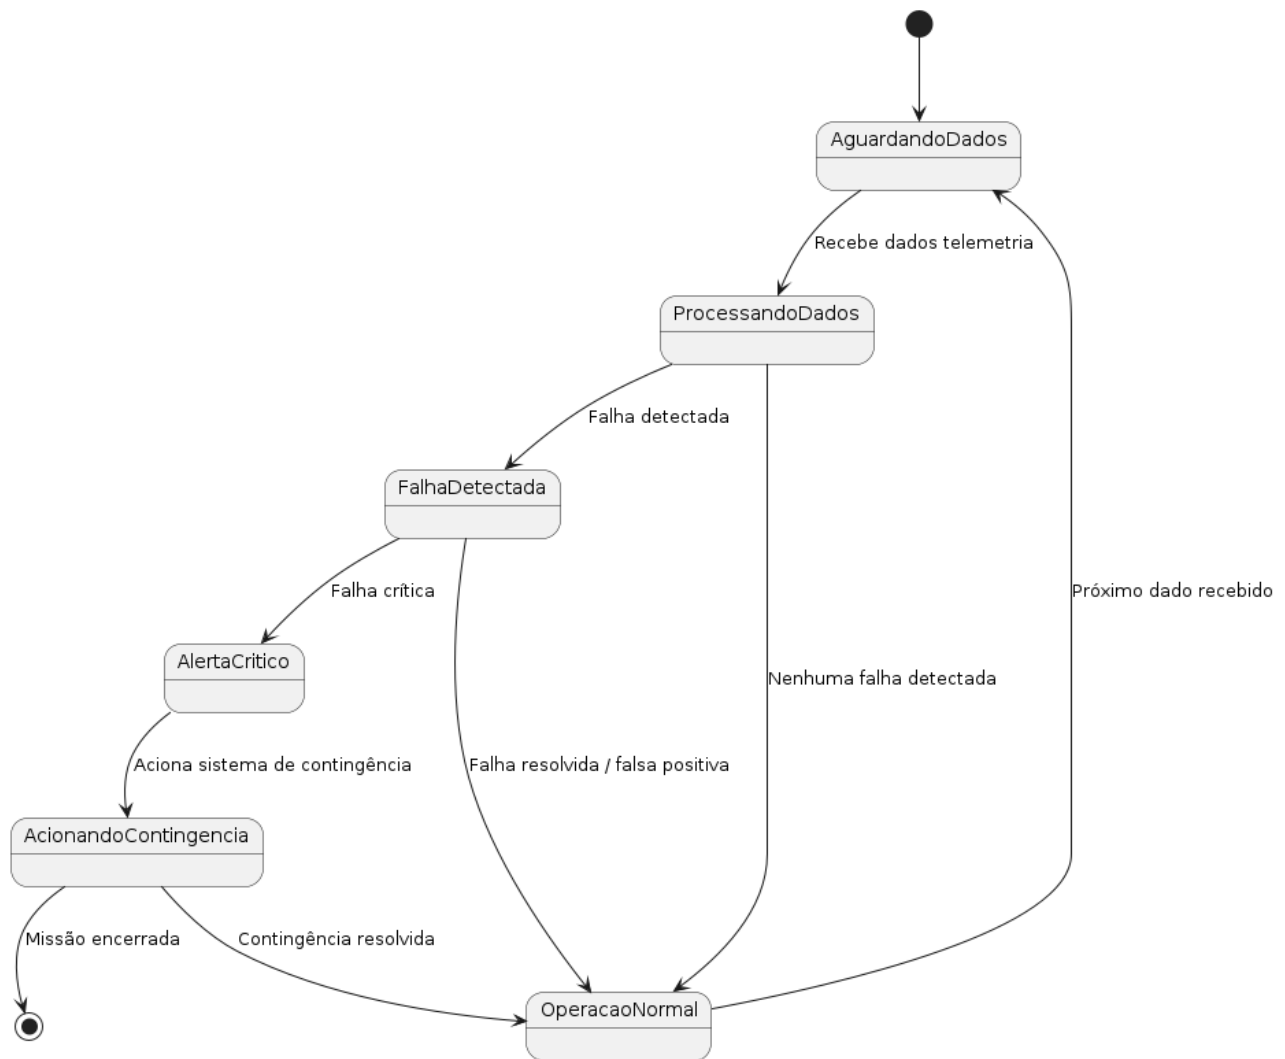 AguardandoDados
Recebe dados telemetria
ProcessandoDados
Falha detectada
FalhaDetectada
Falha crítica
Próximo dado recebido
AlertaCritico
Nenhuma falha detectada
Aciona sistema de contingência
Falha resolvida / falsa positiva
AcionandoContingencia
Missão encerrada
Contingência resolvida
OperacaoNormal